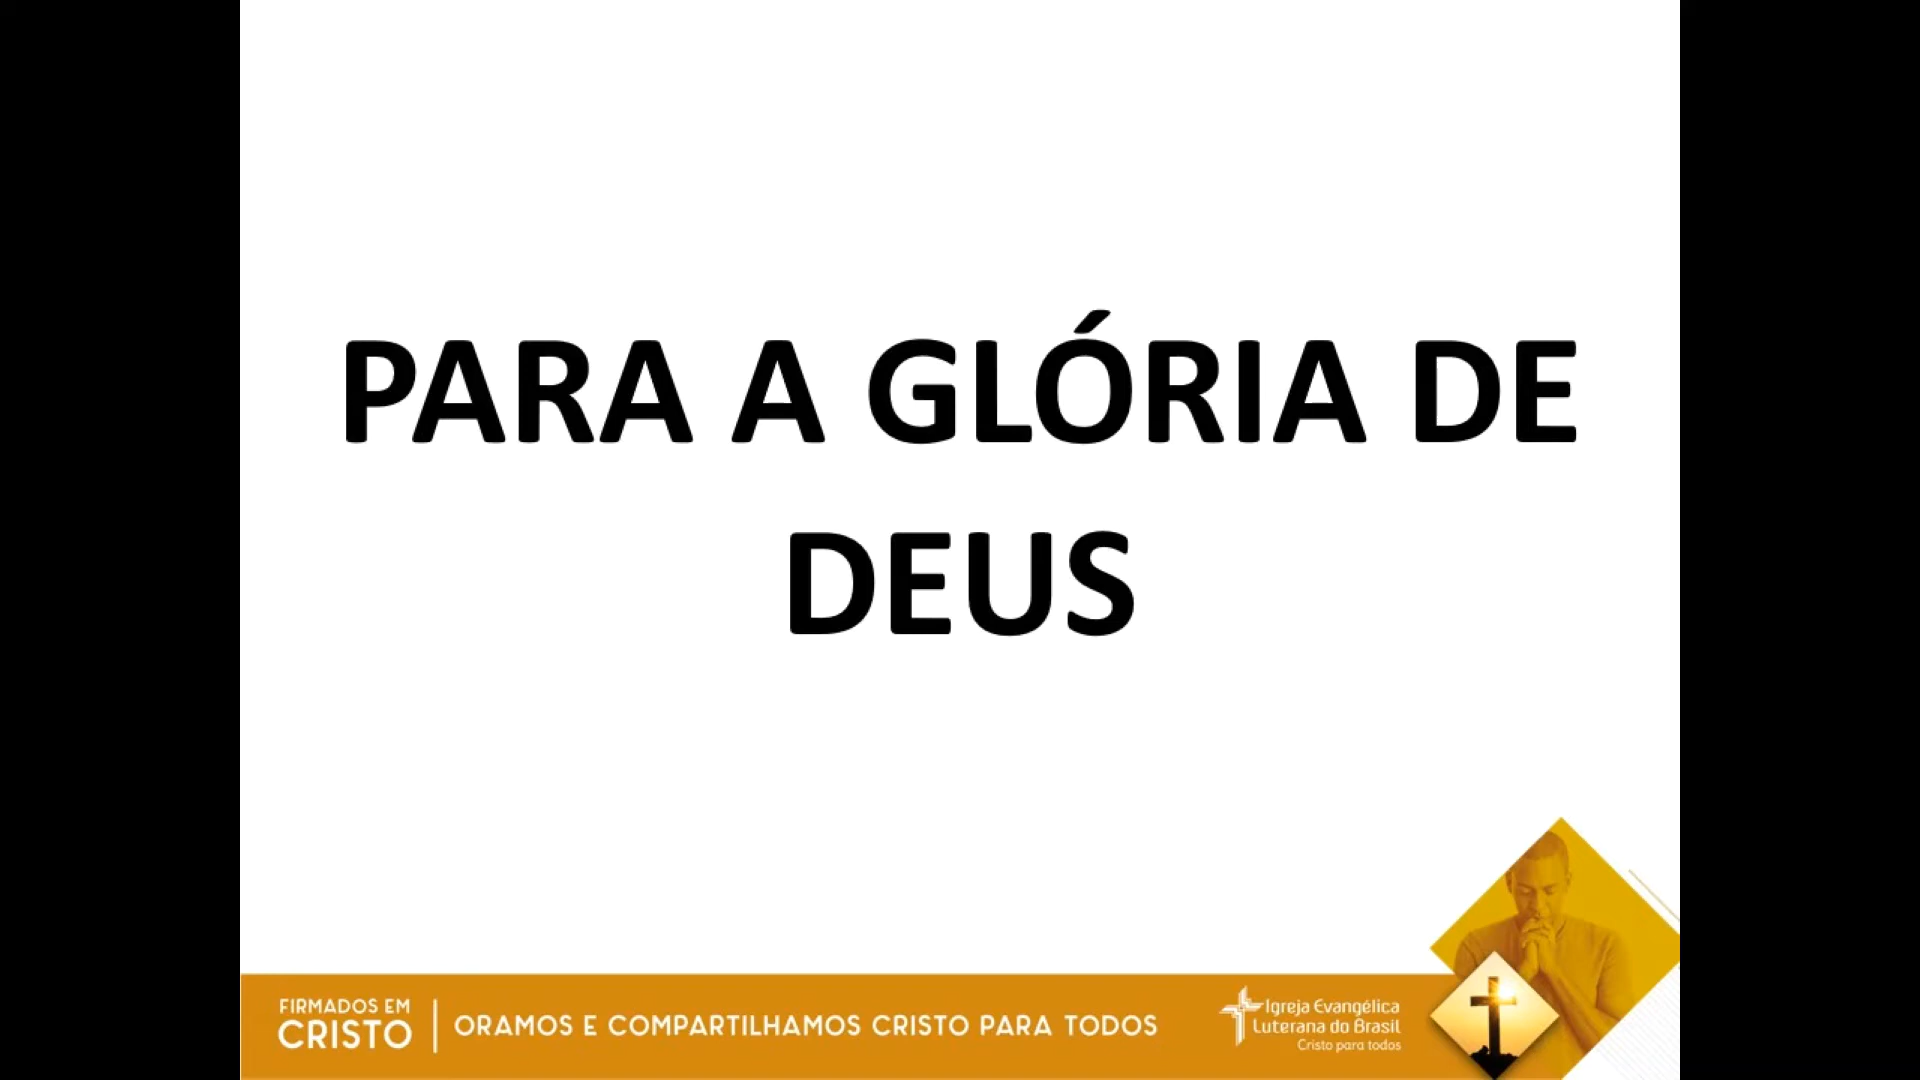 PARA A GLÓRIA DE
DEUS
FIRMADOS EM
CRISTO
ORAMOS E COMPARTILHAMOS CRISTO PARA TODOS
Igreja Evangélica
Luterana do Brasil
Cristo para todos